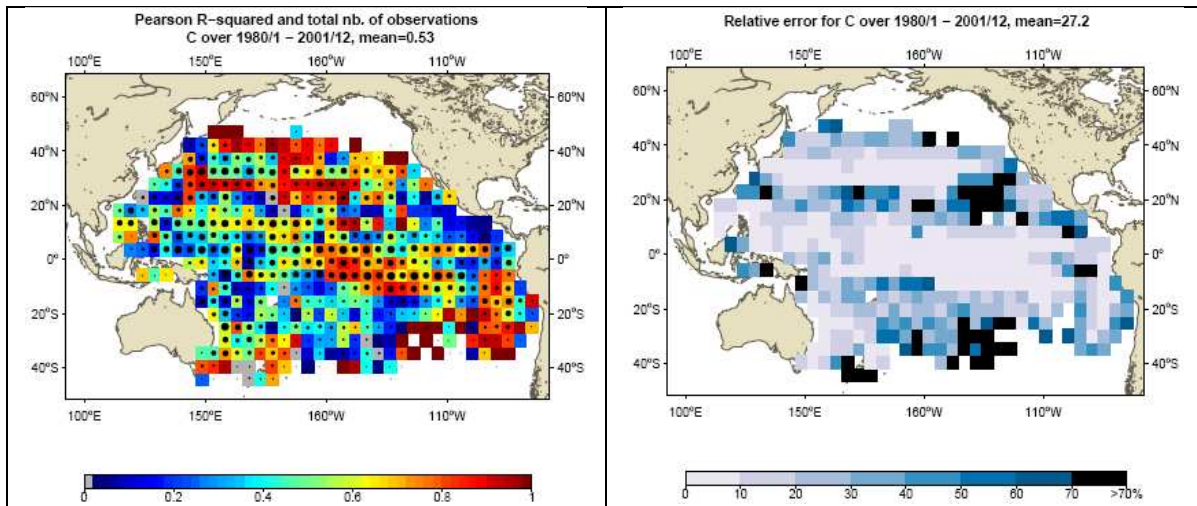 Pearson R-squared and total nb. of observations
C over 1980/1 - 2001/12, mean=0.53
100°E 150°E 160°W 110°W
60°N 60°N
40°N 40°N
20°N 20°N
0° 0°
20°S 20°S
40°S 40°S
100°E 150°E 160°W 110°W
0 0.2 0.4 0.6 0.8 1
Relative error for C over 1980/1 - 2001/12, mean=27.2
100°E 150°E 160°W 110°W
60°N 60°N
40°N 40°N
20°N 20°N
0° 0°
20°S 20°S
40°S 40°S
100°E 150°E 160°W 110°W
0 10 20 30 40 50 60 70 >70%